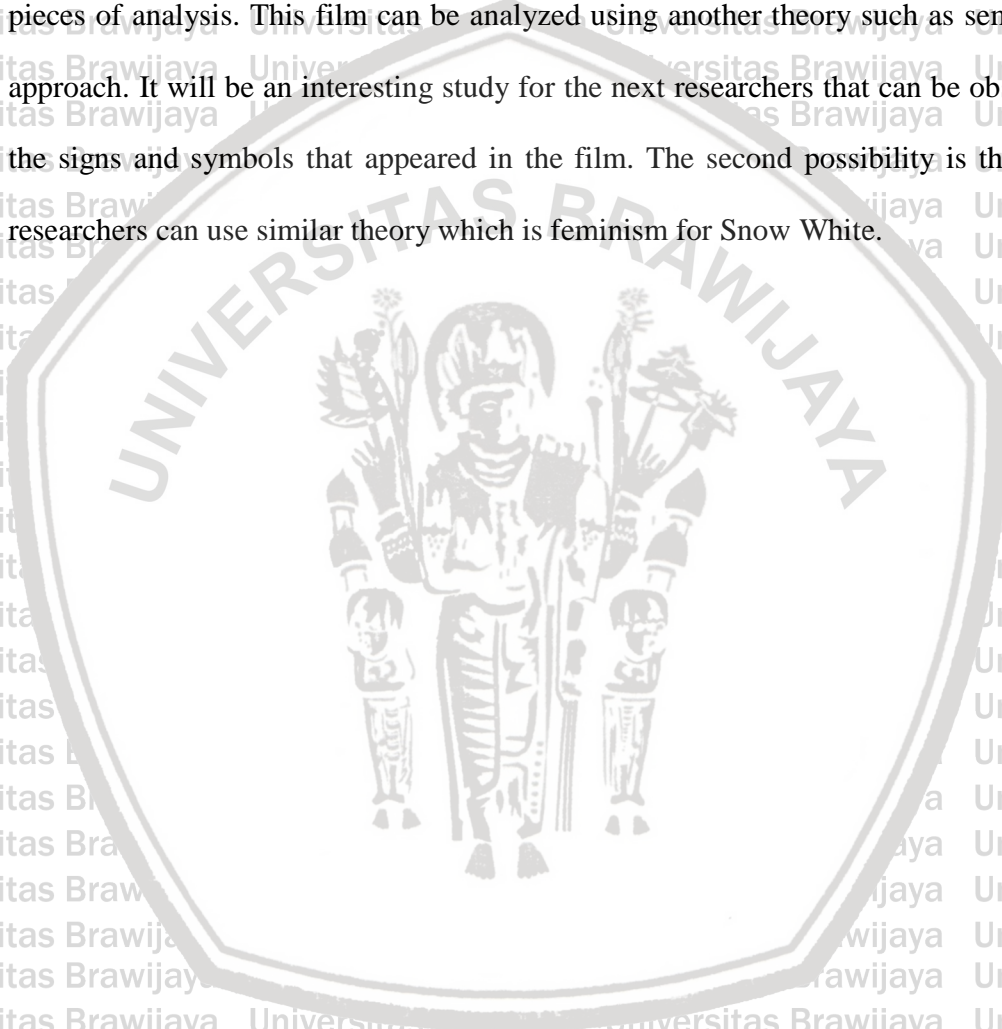 pieces of analysis. This film can be analyzed using another theory such as
approach. It will be an interesting study for the next researchers that can be ob
the signs and symbols that appeared in the film. The second possibility is th
researchers can use similar theory which is feminism for Snow White.
UNIVERSITAS BRAWIJAYA